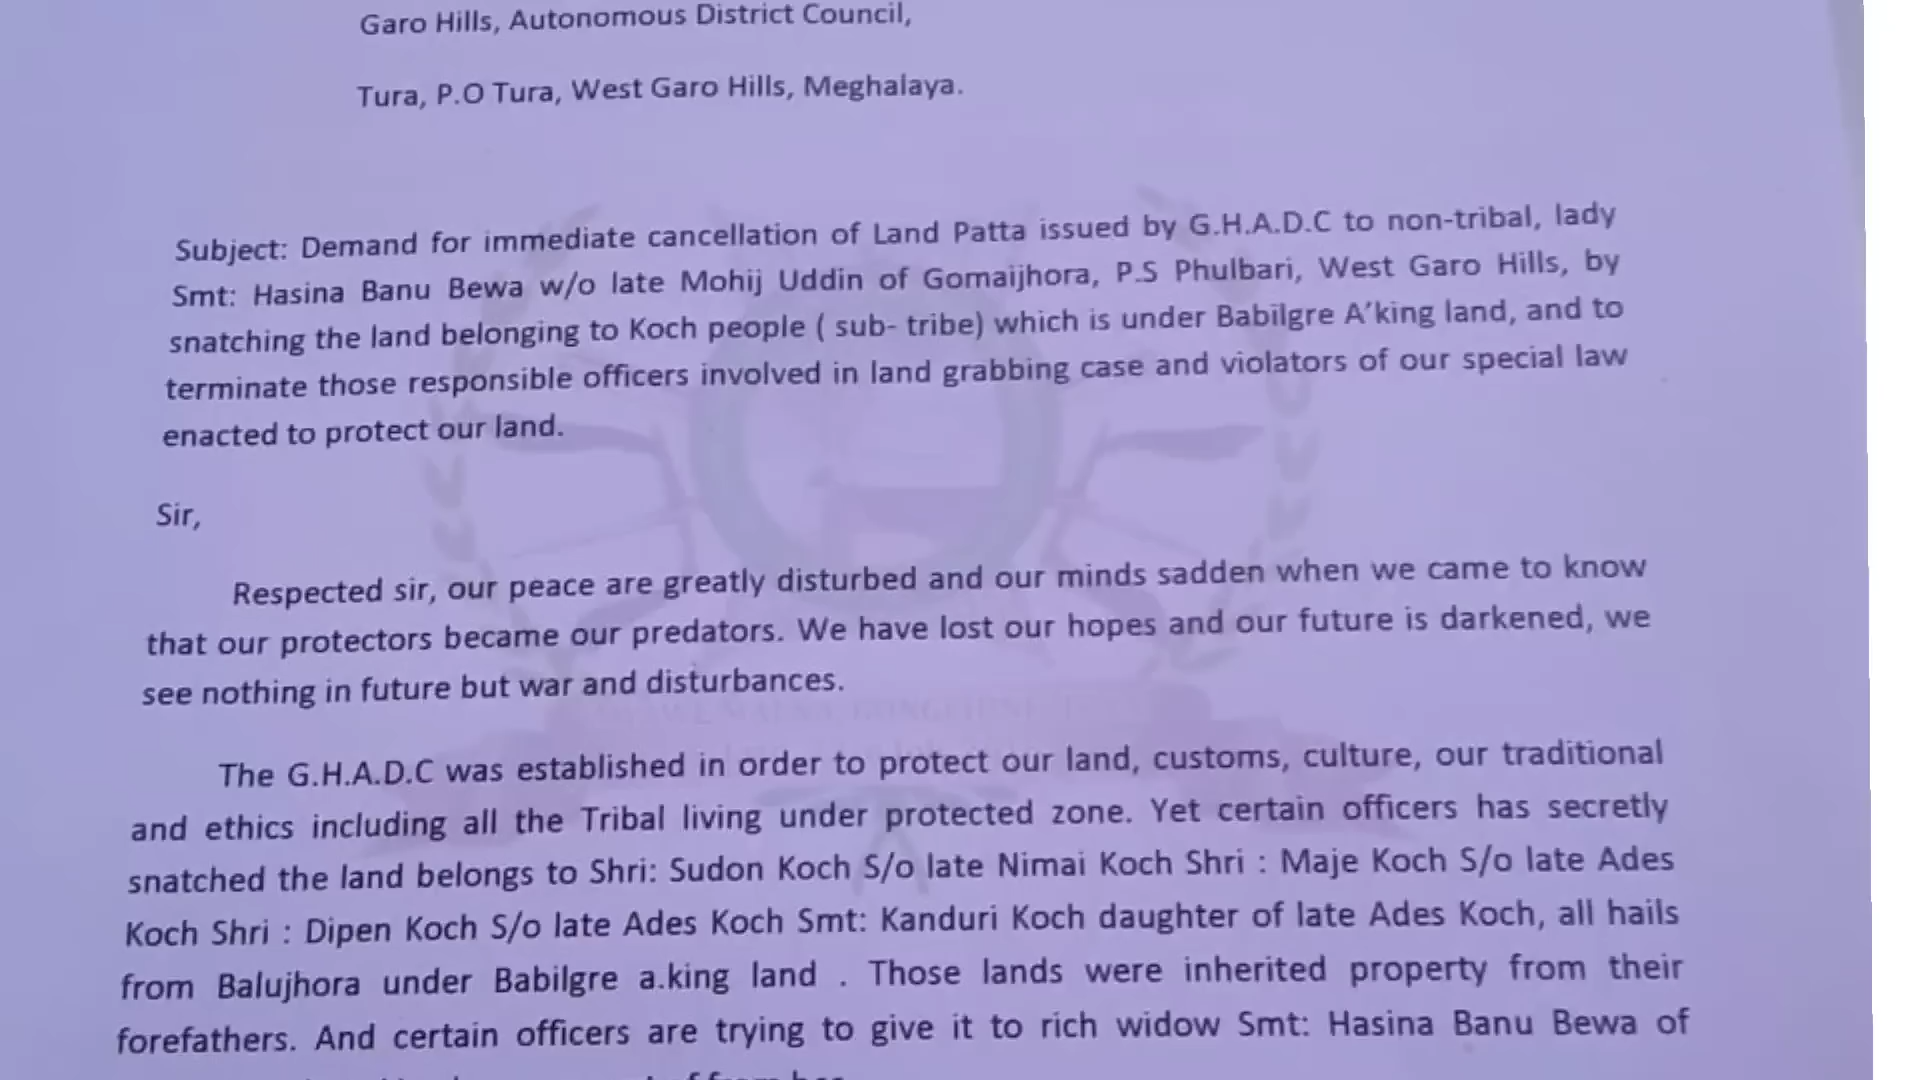 Garo Hills, Autonomous District Council,
Tura, P.O Tura, West Garo Hills, Meghalaya.
Subject: Demand for immediate cancellation of Land Patta issued by G.H.A.D.C to non-tribal, lady
Smt: Hasina Banu Bewa w/o late Mohij Uddin of Gomaijhora, P.S Phulbari, West Garo Hills, by
snatching the land belonging to Koch people ( sub- tribe) which is under Babilgre A'king land, and to
terminate those responsible officers involved in land grabbing case and violators of our special law
enacted to protect our land.
Sir,
Respected sir, our peace are greatly disturbed and our minds sadden when we came to know
that our protectors became our predators. We have lost our hopes and our future is darkened, we
see nothing in future but war and disturbances.
The G.H.A.D.C was established in order to protect our land, customs, culture, our traditional
and ethics including all the Tribal living under protected zone. Yet certain officers has secretly
snatched the land belongs to Shri: Sudon Koch S/o late Nimai Koch Shri : Maje Koch S/o late Ades
Koch Shri : Dipen Koch S/o late Ades Koch Smt: Kanduri Koch daughter of late Ades Koch, all hails
from Balujhora under Babilgre a.king land . Those lands were inherited property from their
forefathers. And certain officers are trying to give it to rich widow Smt: Hasina Banu Bewa of